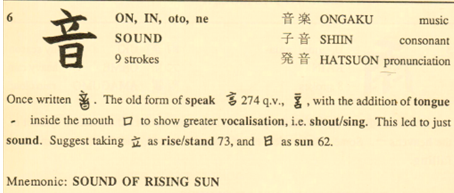 6 音 ON, IN, oto, ne 音 楽 ONGAKU music
SOUND 子 音 SHIIN consonant
9 strokes 発 音 HATSUON pronunciation
Once written . The old form of speak 274 q.v., , with the addition of tongue
- inside the mouth 口 to show greater vocalisation, i.e. shout/sing. This led to just
sound. Suggest taking 立 as rise/stand 73, and 日 as sun 62.
Mnemonic: SOUND OF RISING SUN